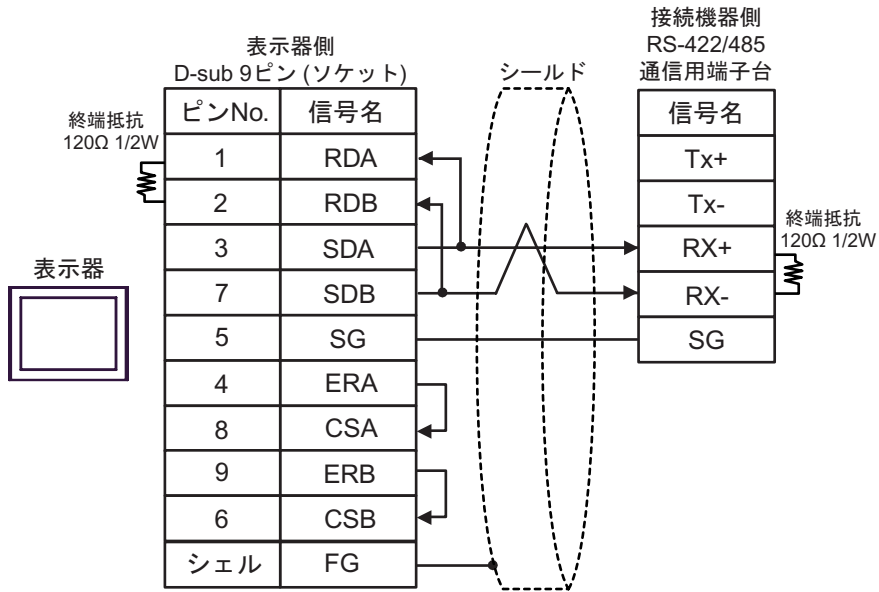 接続機器側
RS-422/485
通信用端子台
表示器側
D-sub 9ピン (ソケット)
シールド
終端抵抗
120Ω 1/2W
表示器
ピンNo. 信号名
1 RDA
2 RDB
3 SDA
7 SDB
5 SG
4 ERA
8 CSA
9 ERB
6 CSB
シェル FG
信号名
Tx+
Tx-
RX+
RX-
SG
終端抵抗
120Ω 1/2W